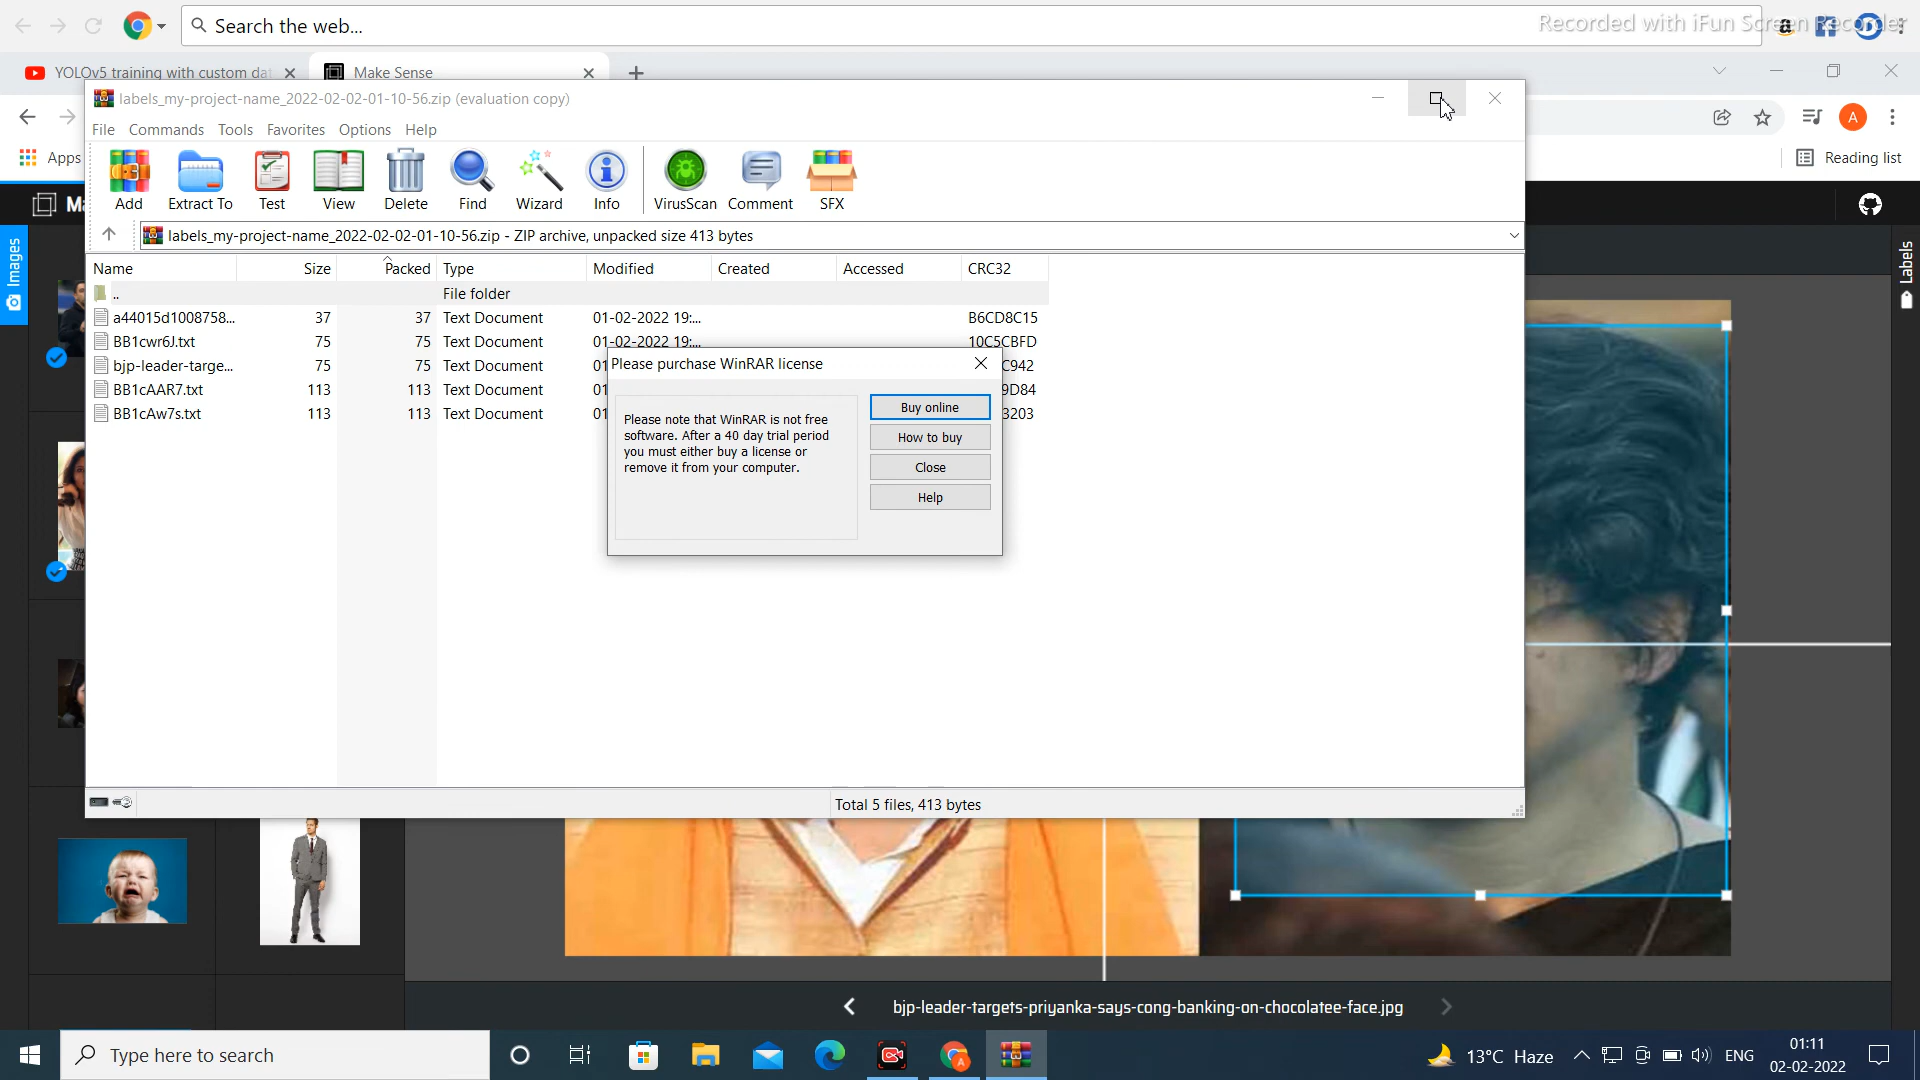 Search the web...
Recorded with iFun Screen Recorder
YOLOv5 training with custom dat
Make Sense
labels_my-project-name_2022-02-02-01-10-56.zip (evaluation copy)
File Commands Tools Favorites Options Help
Apps
Reading list
Add Extract To Test View Delete Find Wizard Info VirusScan Comment SFX
Ma
labels_my-project-name_2022-02-02-01-10-56.zip - ZIP archive, unpacked size 413 bytes
Images
Labels
Name Size Packed Type Modified Created Accessed CRC32
.. File folder
a44015d1008758... 37 37 Text Document 01-02-2022 19:... B6CD8C15
BB1cwr6J.txt 75 75 Text Document 01-02-2022 19:... 10C5CBFD
bjp-leader-targe... 75 75 Text Document 01 C942
BB1cAAR7.txt 113 113 Text Document 01 9D84
BB1cAw7s.txt 113 113 Text Document 01 3203
Please purchase WinRAR license
Please note that WinRAR is not free
software. After a 40 day trial period
you must either buy a license or
remove it from your computer.
Buy online
How to buy
Close
Help
Total 5 files, 413 bytes
bjp-leader-targets-priyanka-says-cong-banking-on-chocolatee-face.jpg
Type here to search
13°C Haze
ENG
01:11
02-02-2022
A